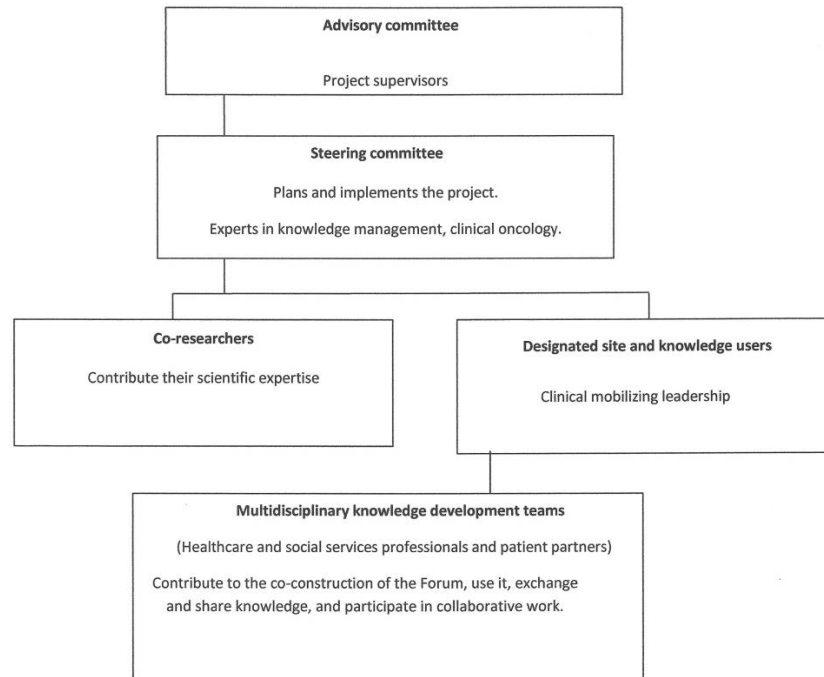 Advisory committee
Project supervisors
Steering committee
Plans and implements the project.
Experts in knowledge management, clinical oncology.
Co-researchers
Contribute their scientific expertise
Designated site and knowledge users
Clinical mobilizing leadership
Multidisciplinary knowledge development teams
(Healthcare and social services professionals and patient partners)
Contribute to the co-construction of the Forum, use it, exchange
and share knowledge, and participate in collaborative work.